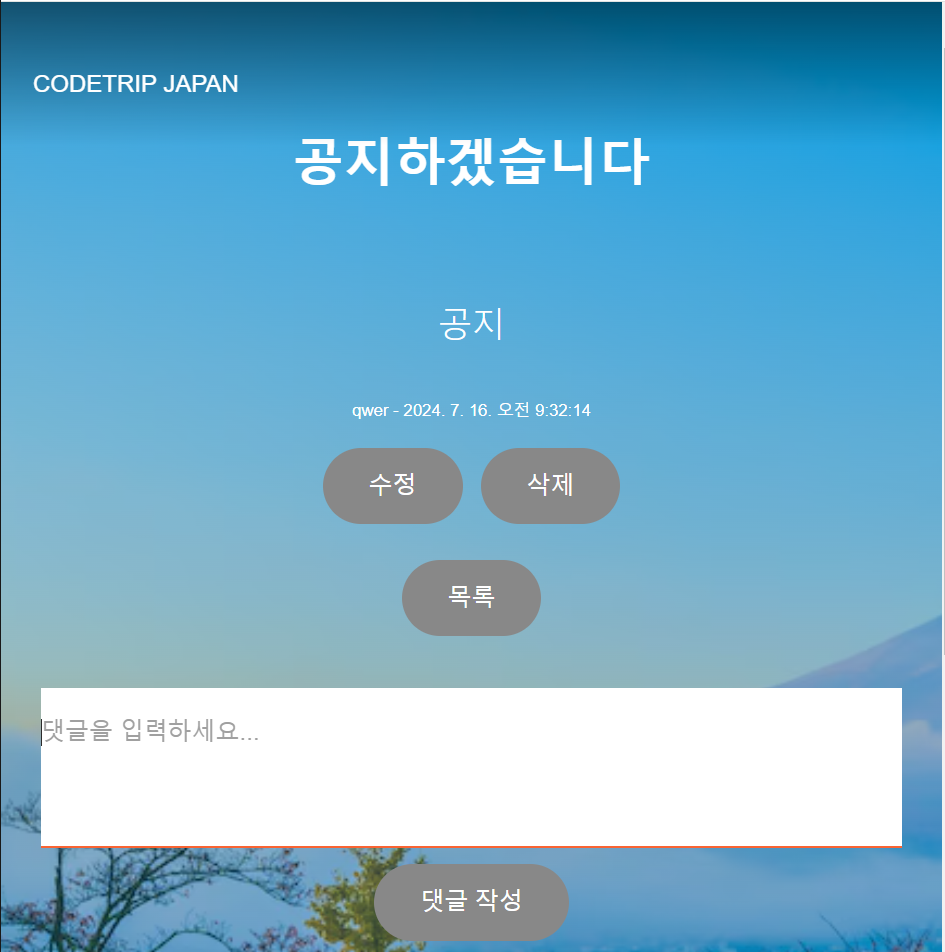 CODETRIP JAPAN
공지하겠습니다
공지
qwer - 2024. 7. 16. 오전 9:32:14
수정 삭제
목록
댓글을 입력하세요...
댓글 작성